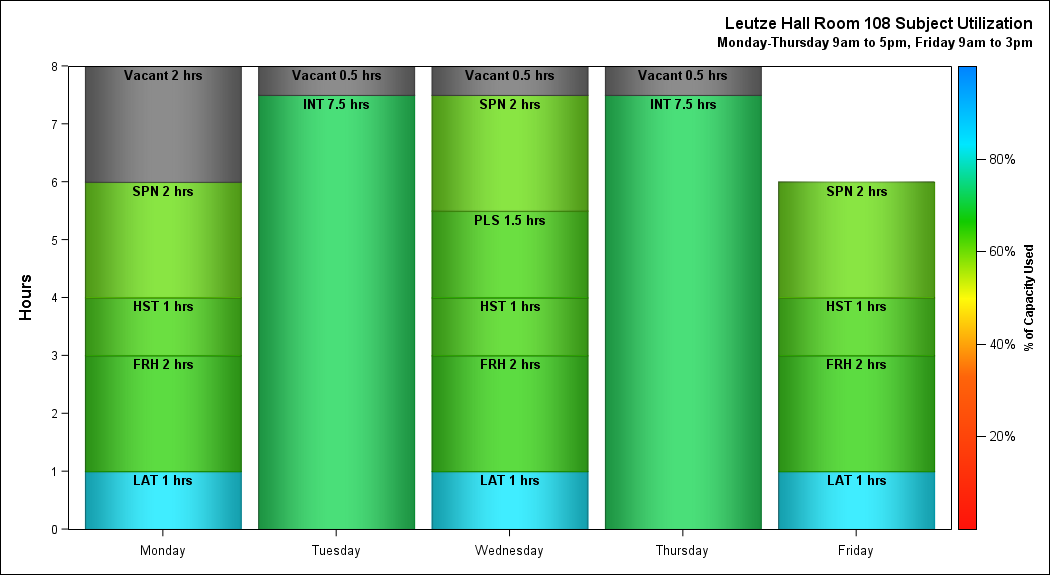 Leutze Hall Room 108 Subject Utilization
Monday-Thursday 9am to 5pm, Friday 9am to 3pm
Hours
8
7
6
5
4
3
2
1
0
Vacant 2 hrs
SPN 2 hrs
HST 1 hrs
FRH 2 hrs
LAT 1 hrs
Monday
Vacant 0.5 hrs
INT 7.5 hrs
Tuesday
Vacant 0.5 hrs
SPN 2 hrs
PLS 1.5 hrs
HST 1 hrs
FRH 2 hrs
LAT 1 hrs
Wednesday
Vacant 0.5 hrs
INT 7.5 hrs
Thursday
SPN 2 hrs
HST 1 hrs
FRH 2 hrs
LAT 1 hrs
Friday
80%
60%
40%
20%
% of Capacity Used